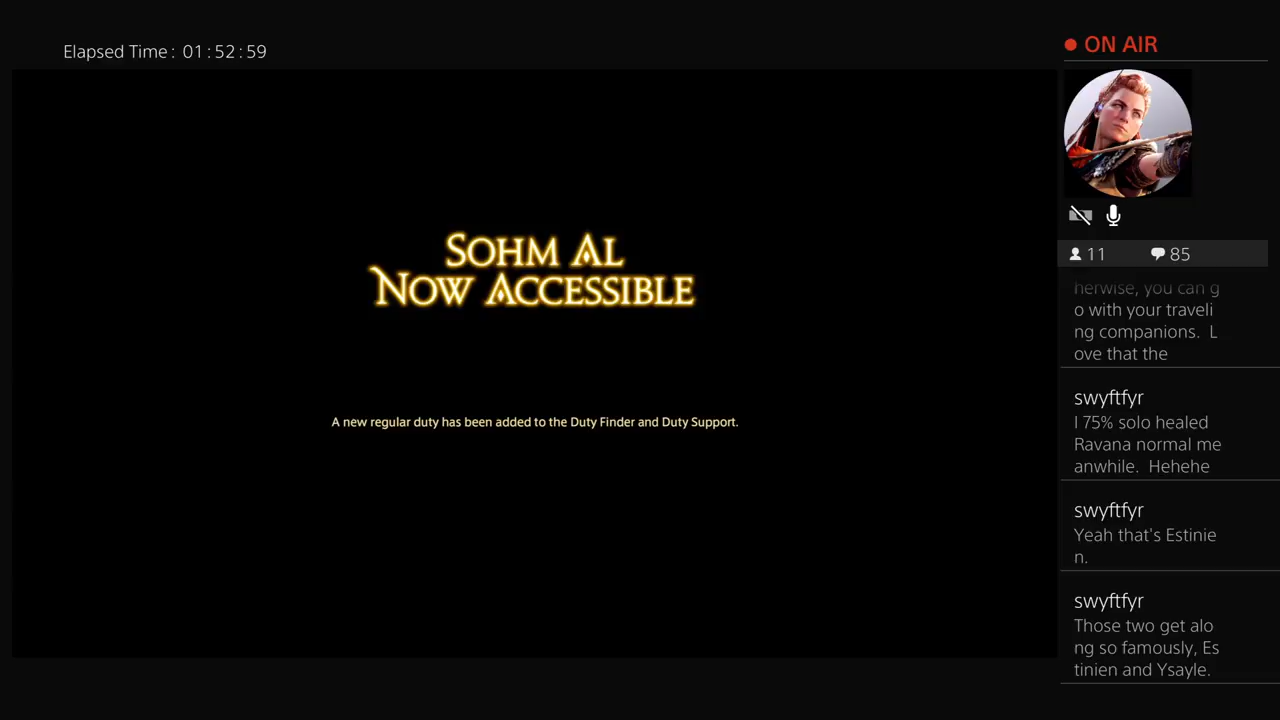 Elapsed Time : 01 : 52 : 59
ON AIR
SOHM AL
NOW ACCESSIBLE
A new regular duty has been added to the Duty Finder and Duty Support.
11 85
herwise, you can g
o with your traveli
ng companions. L
ove that the
swyftfyr
I 75% solo healed
Ravana normal me
anwhile. Hehehe
swyftfyr
Yeah that's Estinie
n.
swyftfyr
Those two get alo
ng so famously, Es
tinien and Ysayle.